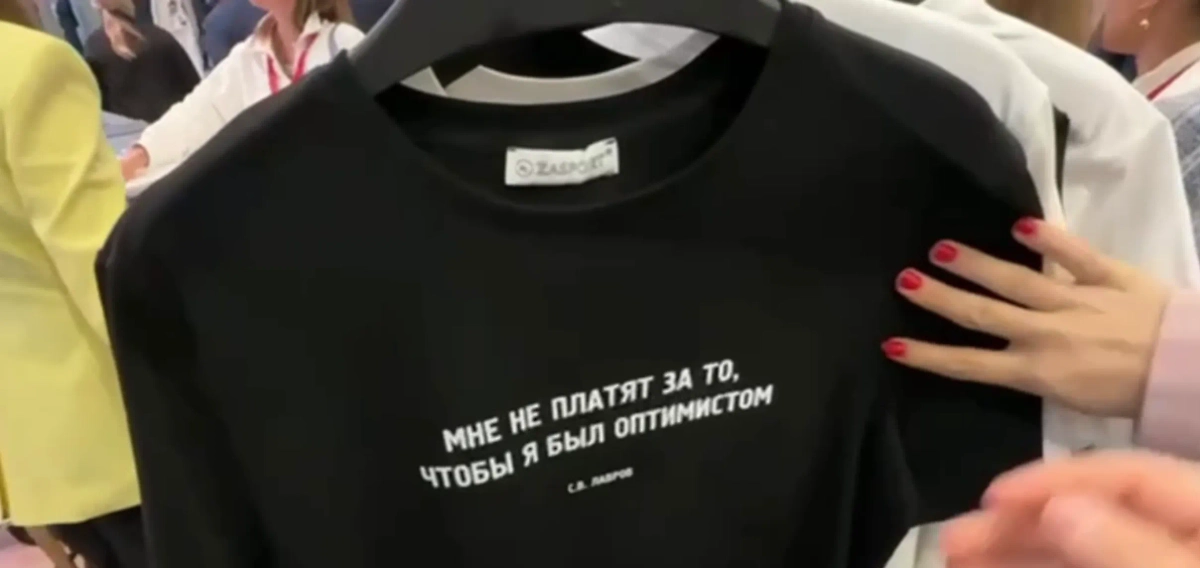 ZASPORT
МНЕ НЕ ПЛАТЯТ ЗА ТО,
ЧТОБЫ Я БЫЛ ОПТИМИСТОМ
С.В. ЛАВРОВ